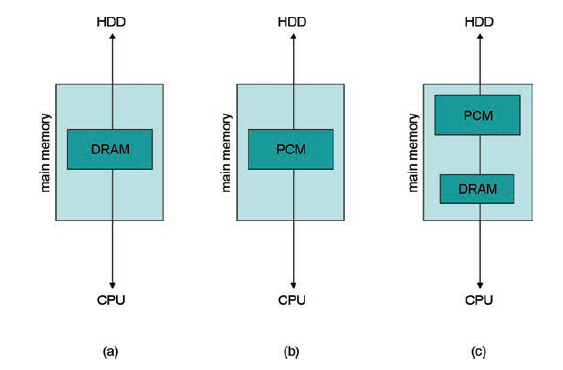 HDD
main memory
DRAM
CPU
(a)
HDD
main memory
PCM
CPU
(b)
HDD
main memory
PCM
DRAM
CPU
(c)